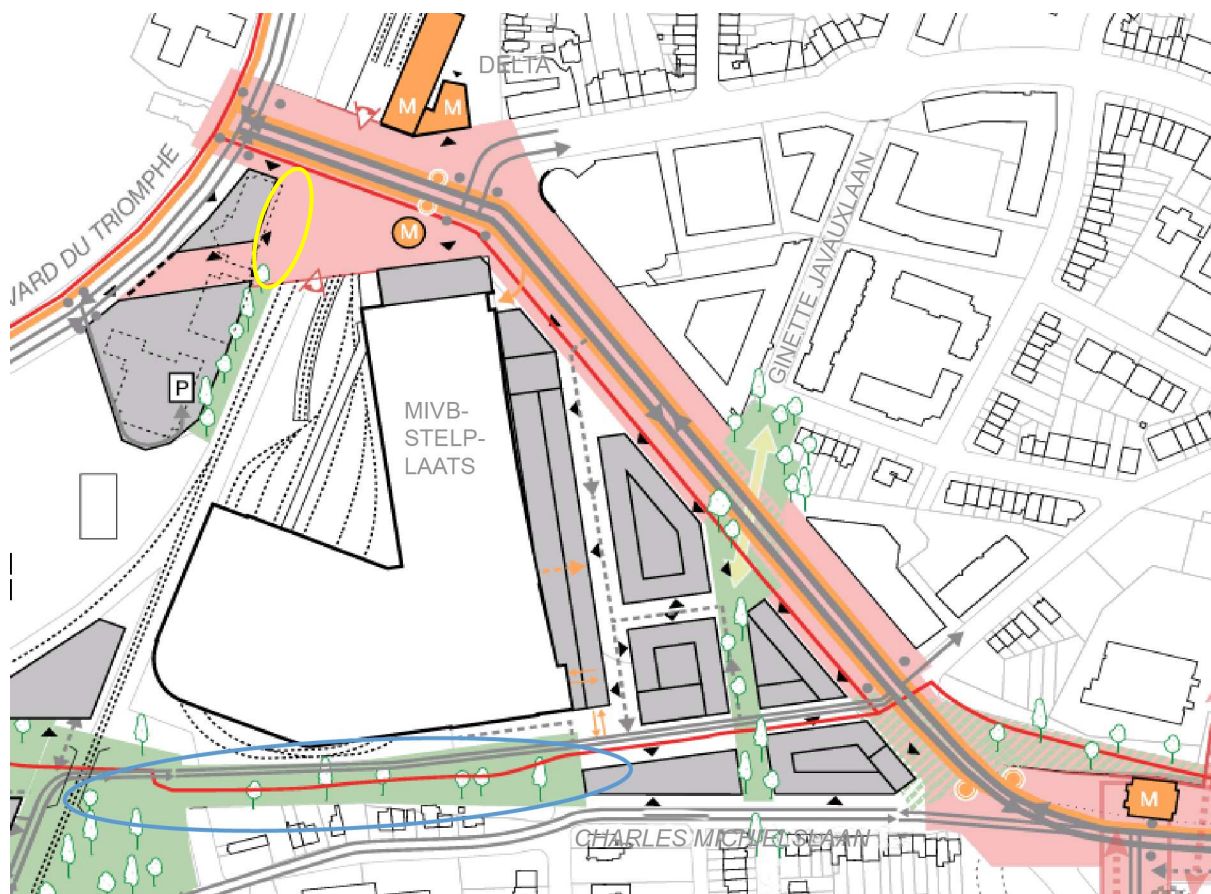 DELTA
M M
VARD DU TRIOMPHE
M
GINETTE JAVAUXLAAN
P
MIVB-
STELP-
LAATS
M
CHARLES MICHIELSLAAN